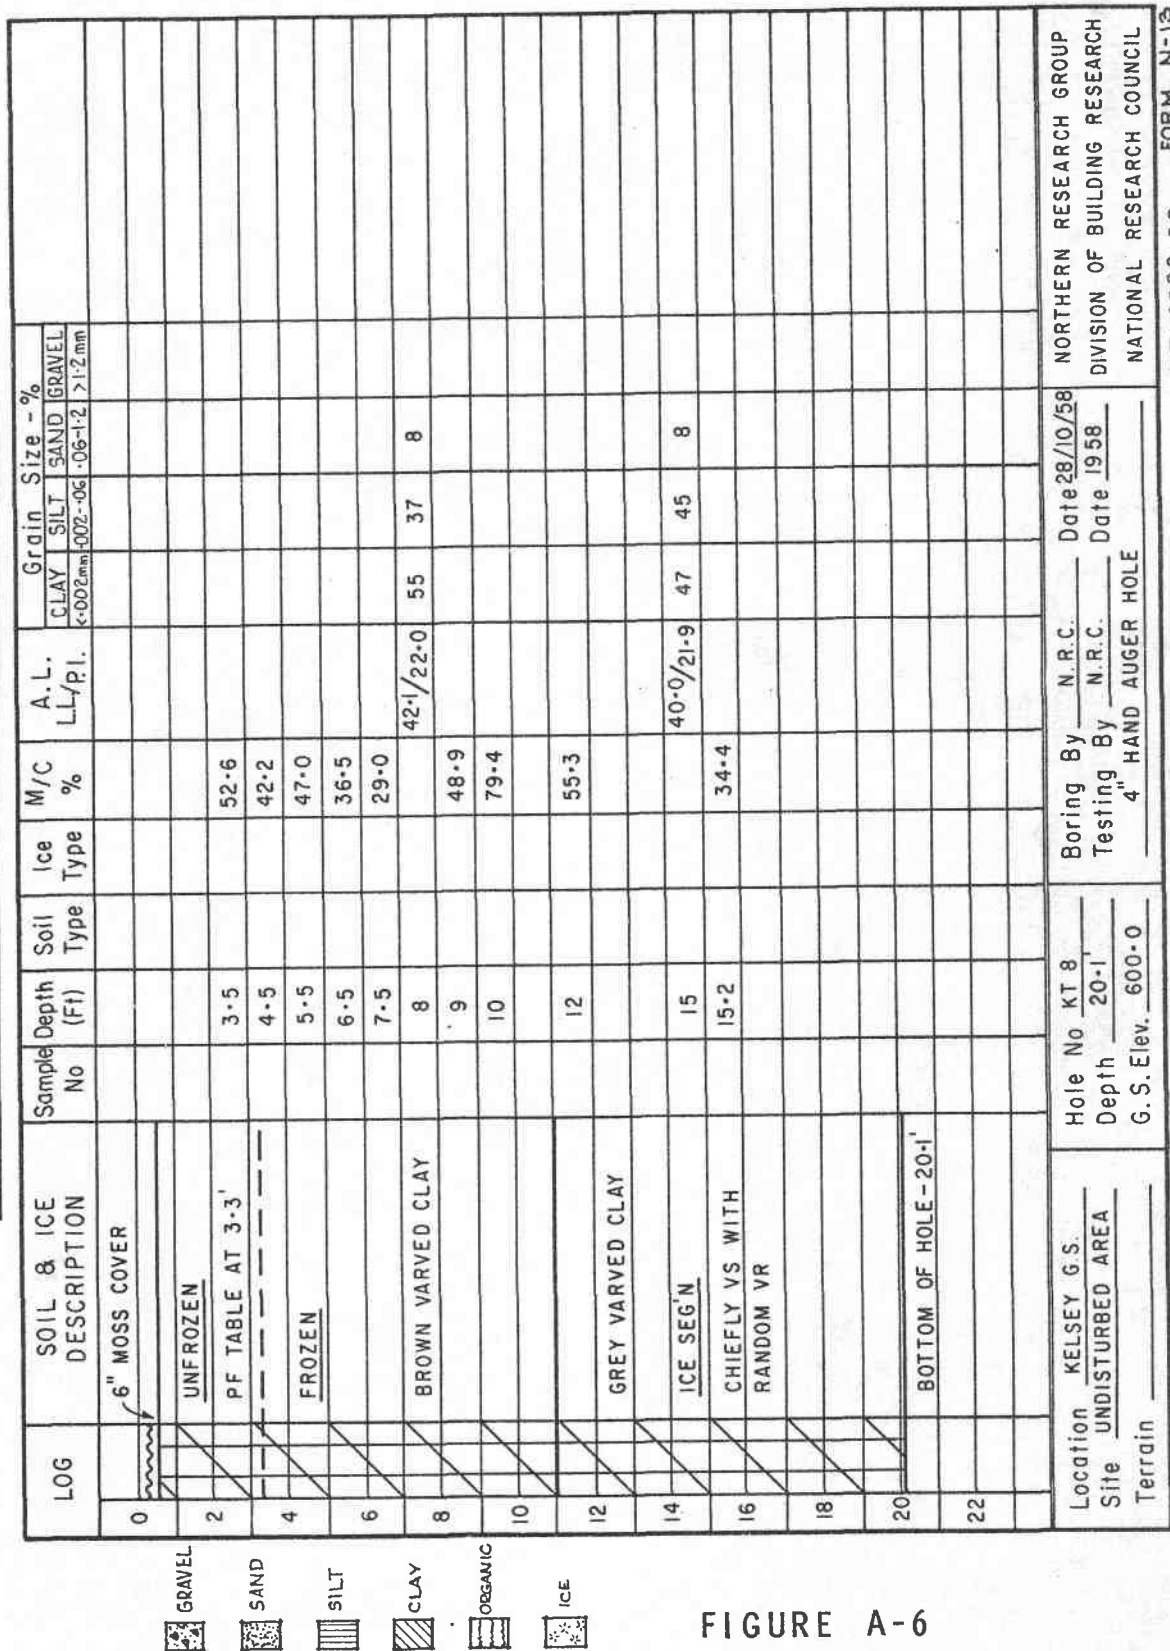 LOG
SOIL & ICE
DESCRIPTION
Sample No
Depth (Ft)
Soil Type
Ice Type
M/C %
A.L.
L.L./P.I.
Grain Size - %
CLAY SILT SAND GRAVEL
<·002mm ·002-·06 ·06-1·2 >1·2mm
0
6" MOSS COVER
UNFROZEN
2
PF TABLE AT 3·3'
3·5 52·6
4
4·5 42·2
FROZEN
5·5 47·0
6
6·5 36·5
7·5 29·0
8
BROWN VARVED CLAY
8 42·1/22·0 55 37 8
9 48·9
10
10 79·4
12
12 55·3
GREY VARVED CLAY
14
ICE SEG'N
15 40·0/21·9 47 45 8
16
CHIEFLY VS WITH
15·2 34·4
RANDOM VR
18
20
BOTTOM OF HOLE - 20·1'
22
Location KELSEY G.S.
Site UNDISTURBED AREA
Terrain
Hole No KT 8
Depth 20·1'
G.S. Elev. 600·0
Boring By N.R.C. Date 28/10/58
Testing By N.R.C. Date 1958
4" HAND AUGER HOLE
NORTHERN RESEARCH GROUP
DIVISION OF BUILDING RESEARCH
NATIONAL RESEARCH COUNCIL
FORM N-13
GRAVEL
SAND
SILT
CLAY
ORGANIC
ICE
FIGURE A-6